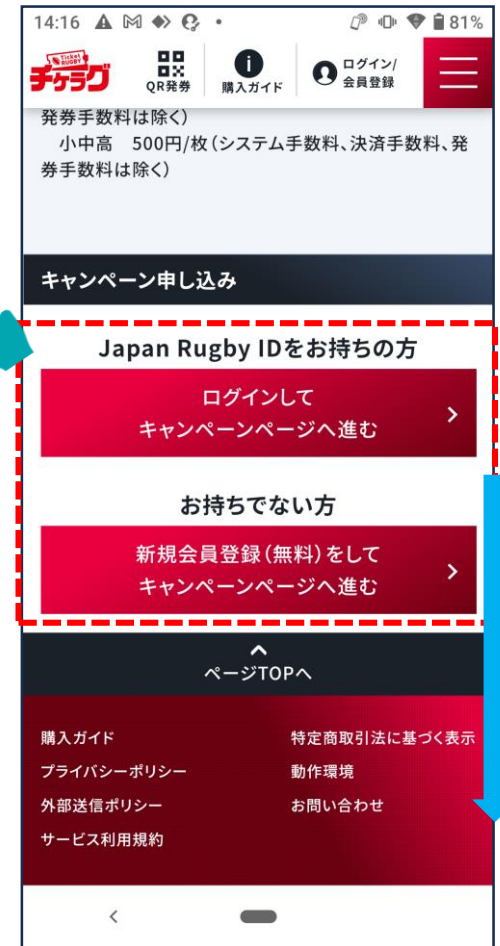 14:16
81%
Ticket RUGBY
チケラグ
QR発券
購入ガイド
ログイン/
会員登録
発券手数料は除く)
小中高 500円/枚(システム手数料、決済手数料、発
券手数料は除く)
キャンペーン申し込み
Japan Rugby IDをお持ちの方
ログインして
キャンペーンページへ進む
お持ちでない方
新規会員登録(無料)をして
キャンペーンページへ進む
ページTOPへ
購入ガイド
特定商取引法に基づく表示
プライバシーポリシー
動作環境
外部送信ポリシー
お問い合わせ
サービス利用規約